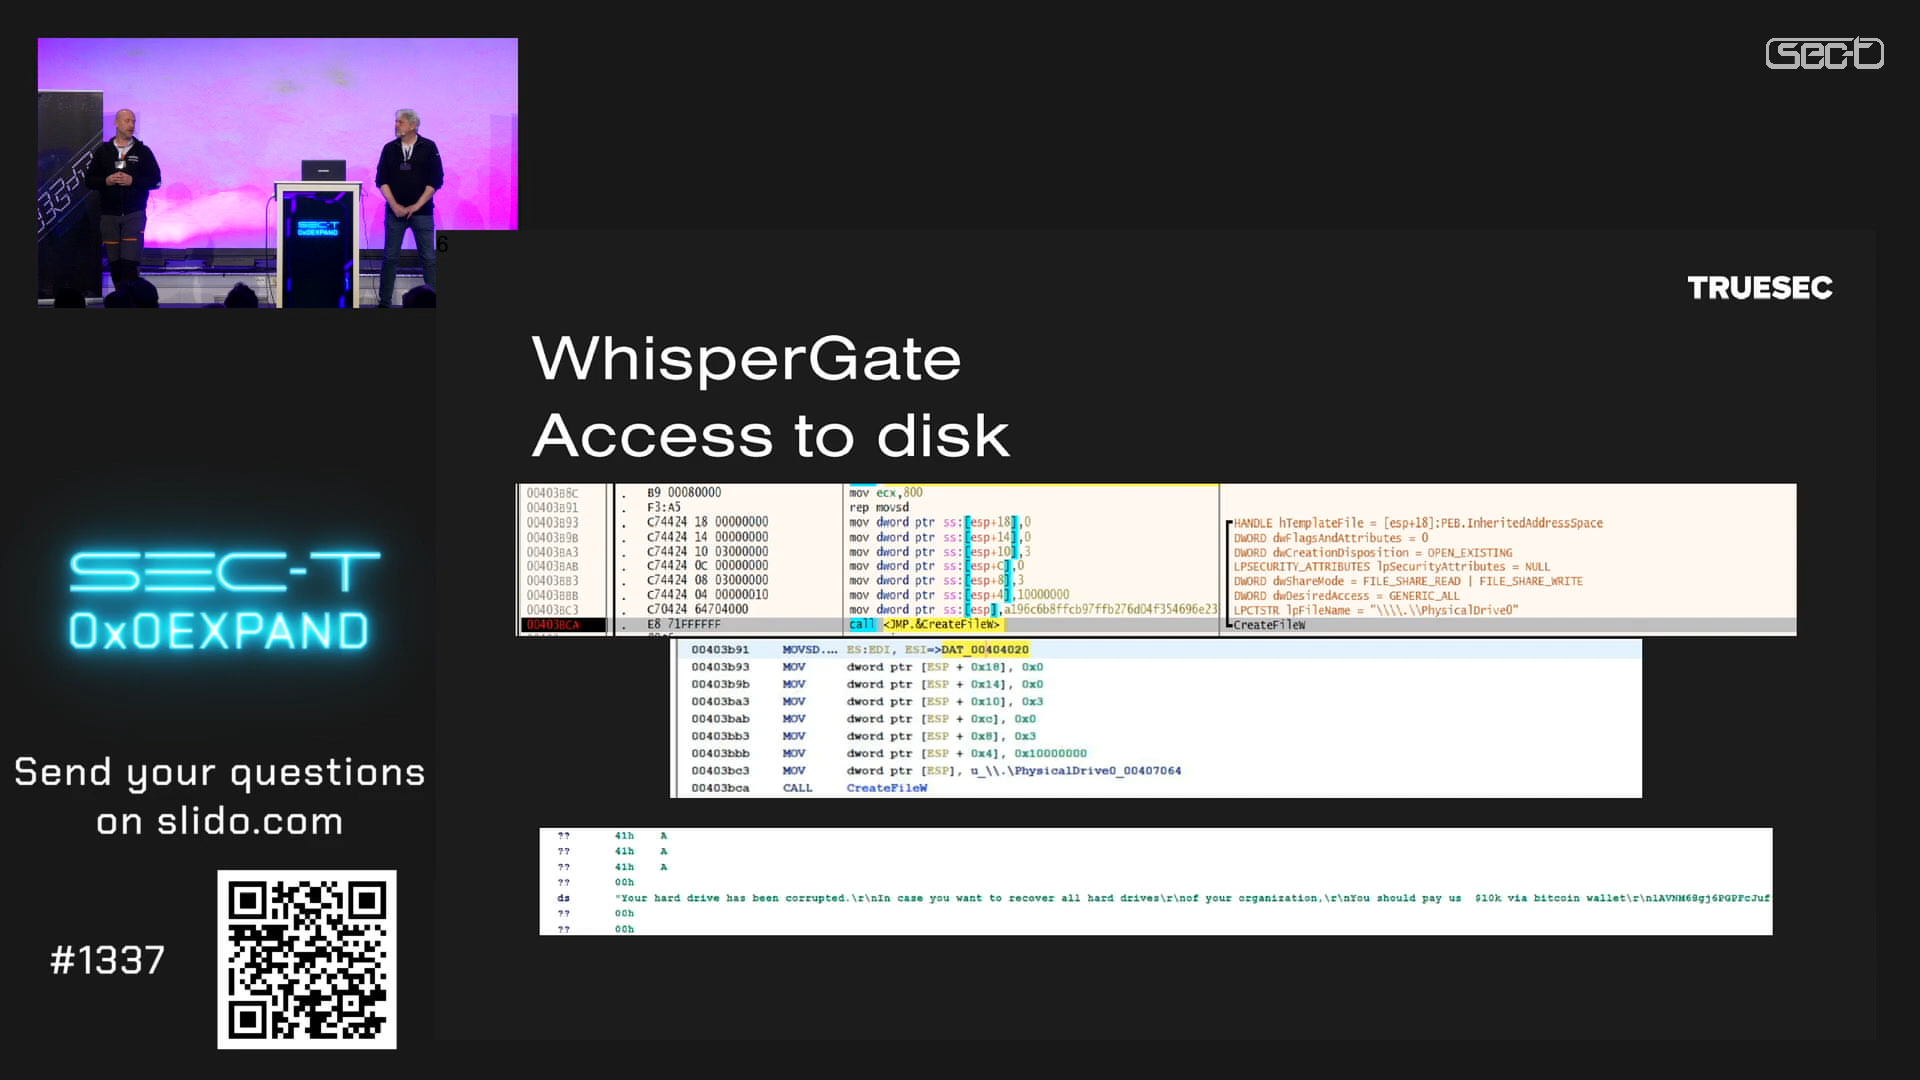 sec-t
SEC-T
0x0EXPAND
6
TRUESEC
WhisperGate
Access to disk
00403B8C . B9 00080000 mov ecx,800
00403B91 . F3:A5 rep movsd
00403B93 . C74424 18 00000000 mov dword ptr ss:[esp+18],0 HANDLE hTemplateFile = [esp+18]:PEB.InheritedAddressSpace
00403B9B . C74424 14 00000000 mov dword ptr ss:[esp+14],0 DWORD dwFlagsAndAttributes = 0
00403BA3 . C74424 10 03000000 mov dword ptr ss:[esp+10],3 DWORD dwCreationDisposition = OPEN_EXISTING
00403BAB . C74424 0C 00000000 mov dword ptr ss:[esp+C],0 LPSECURITY_ATTRIBUTES lpSecurityAttributes = NULL
00403BB3 . C74424 08 03000000 mov dword ptr ss:[esp+8],3 DWORD dwShareMode = FILE_SHARE_READ | FILE_SHARE_WRITE
00403BBB . C74424 04 00000010 mov dword ptr ss:[esp+4],10000000 DWORD dwDesiredAccess = GENERIC_ALL
00403BC3 . C70424 64704000 mov dword ptr ss:[esp],a196c6b8ffcb97ffb276d04f354696e23 LPCTSTR lpFileName = "\\\\.\\PhysicalDrive0"
00403BCA . E8 71FFFFFF call <JMP.&CreateFileW> CreateFileW
00403b91 MOVSD.... ES:EDI, ESI=>DAT_00404020
00403b93 MOV dword ptr [ESP + 0x18], 0x0
00403b9b MOV dword ptr [ESP + 0x14], 0x0
00403ba3 MOV dword ptr [ESP + 0x10], 0x3
00403bab MOV dword ptr [ESP + 0xc], 0x0
00403bb3 MOV dword ptr [ESP + 0x8], 0x3
00403bbb MOV dword ptr [ESP + 0x4], 0x10000000
00403bc3 MOV dword ptr [ESP], u_\\.\PhysicalDrive0_00407064
00403bca CALL CreateFileW
?? 41h A
?? 41h A
?? 41h A
?? 00h
ds "Your hard drive has been corrupted.\r\nIn case you want to recover all hard drives\r\nof your organization,\r\nYou should pay us $10k via bitcoin wallet\r\n1AVNM68gj6PGPFcJuf
?? 00h
?? 00h
SEC-T
0x0EXPAND
Send your questions
on slido.com
#1337